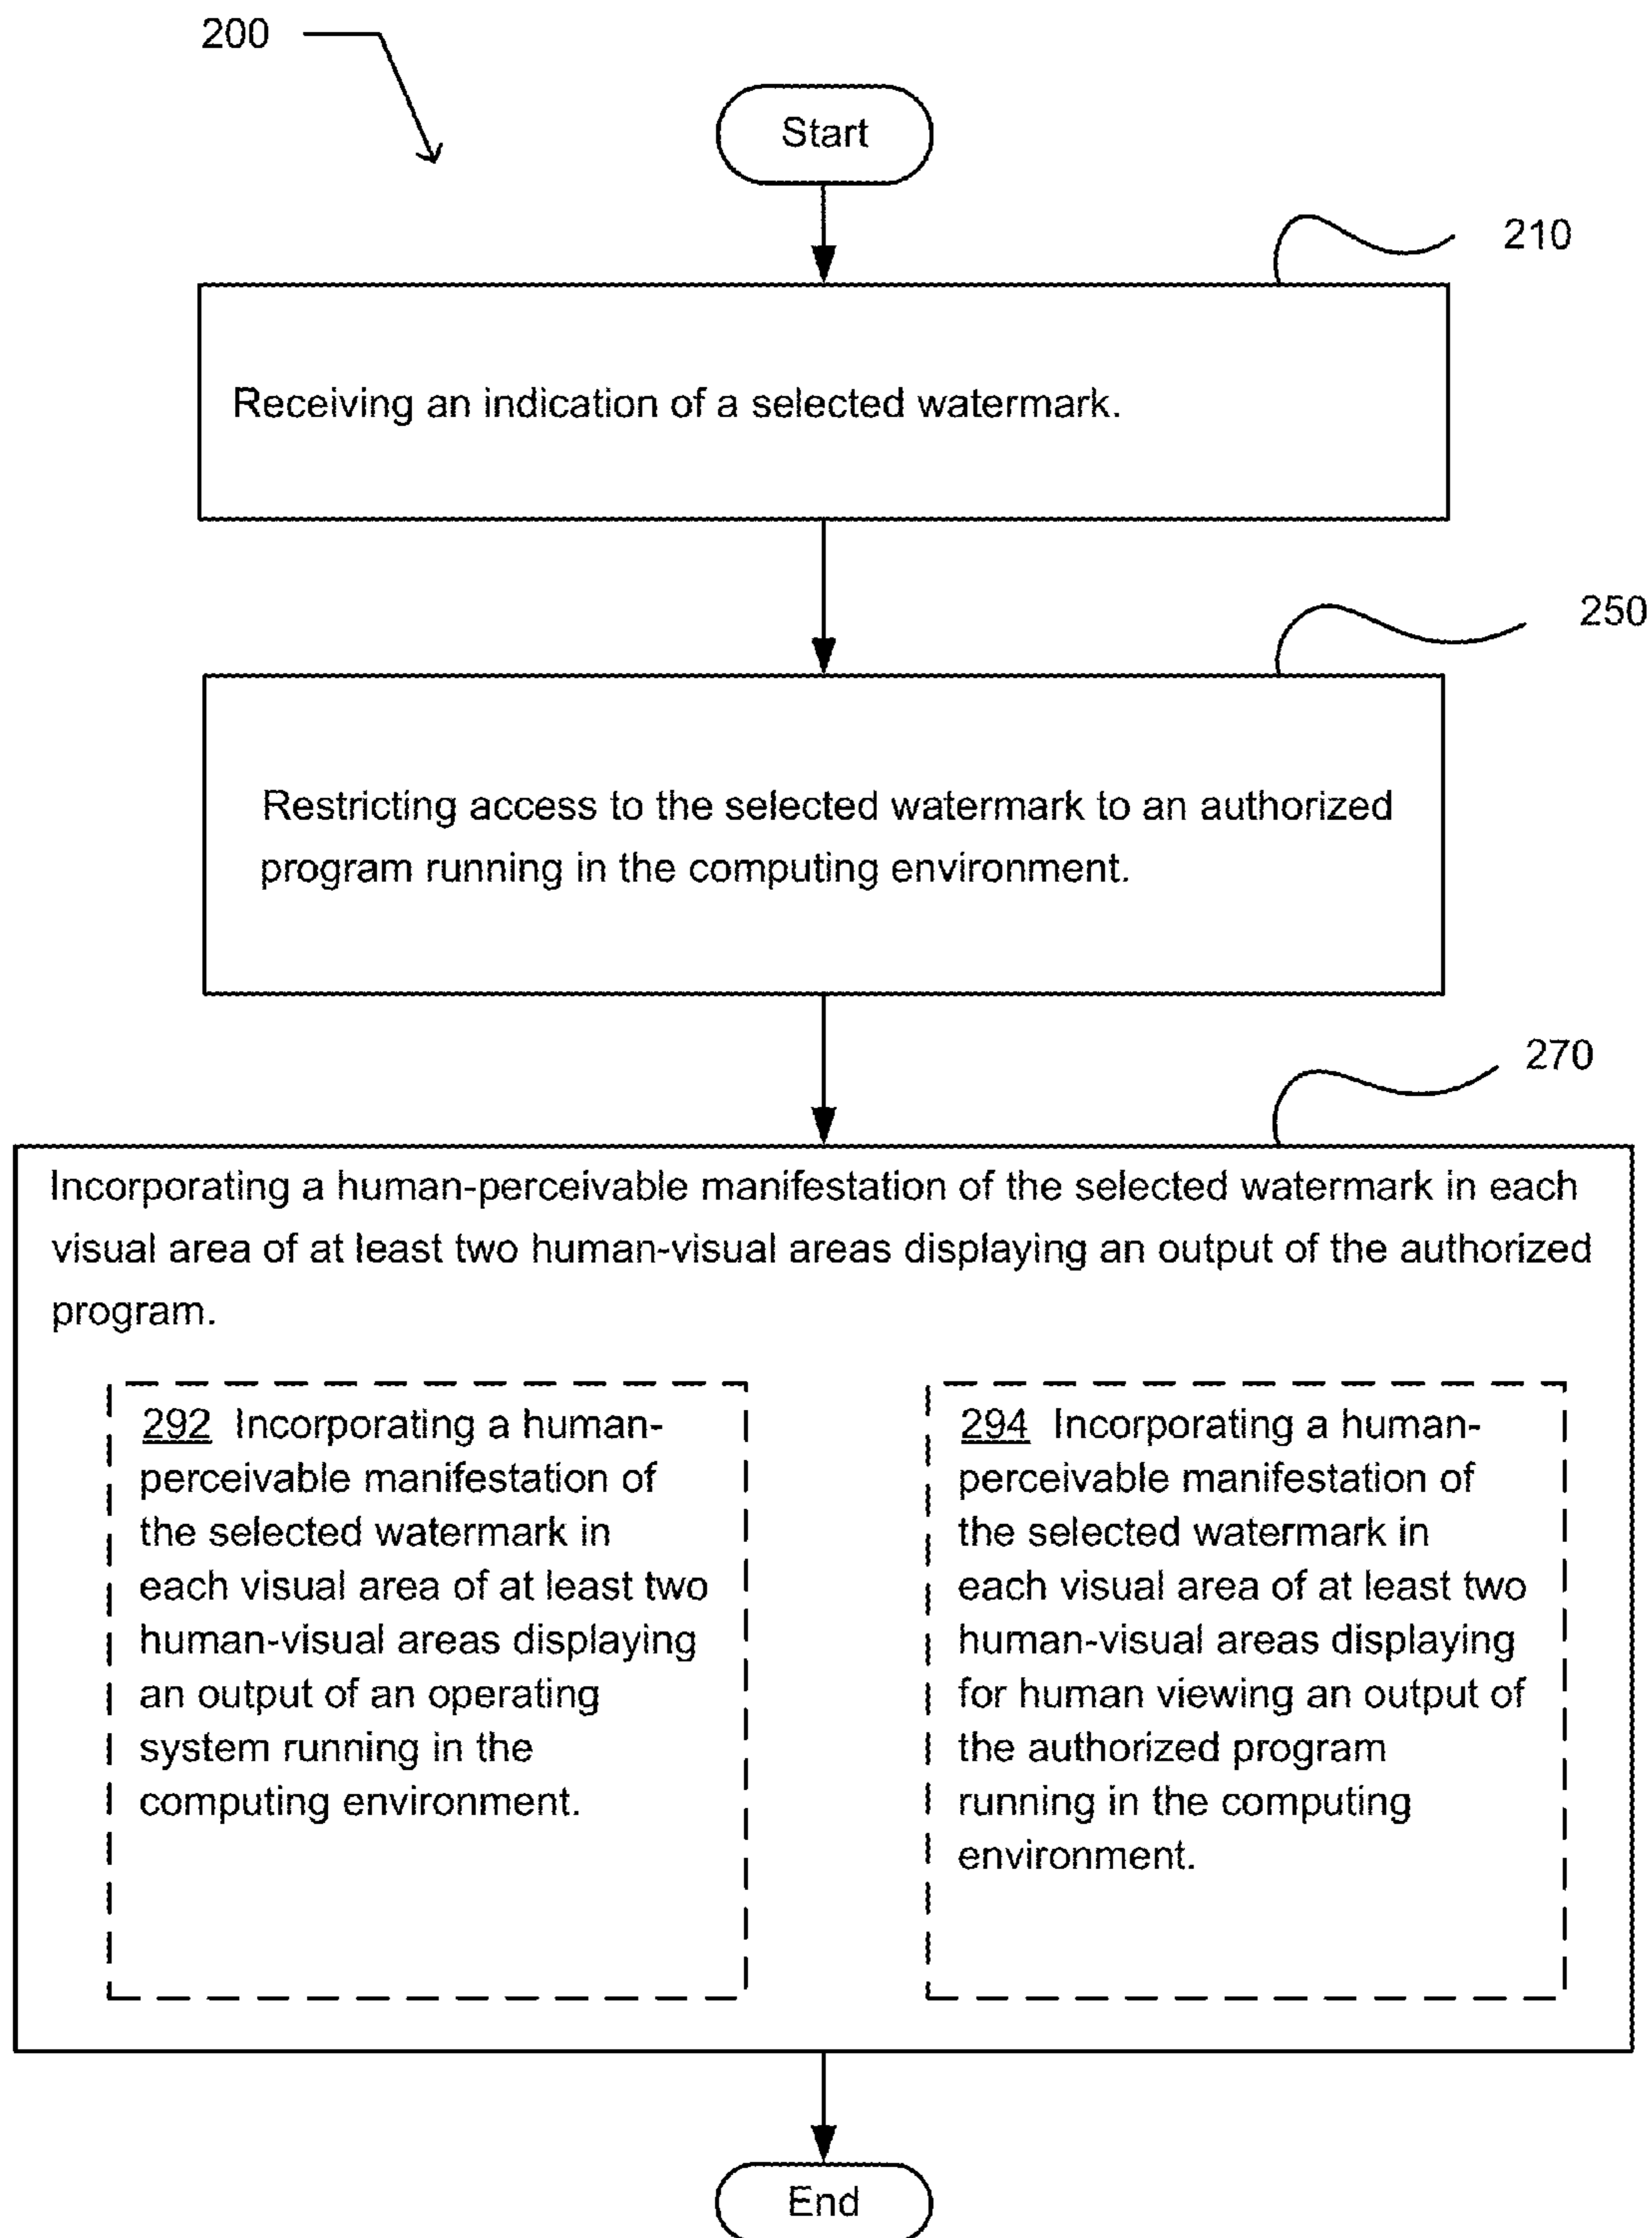 200
Start
210
Receiving an indication of a selected watermark.
250
Restricting access to the selected watermark to an authorized
program running in the computing environment.
270
Incorporating a human-perceivable manifestation of the selected watermark in each
visual area of at least two human-visual areas displaying an output of the authorized
program.
292 Incorporating a human-
perceivable manifestation of
the selected watermark in
each visual area of at least two
human-visual areas displaying
an output of an operating
system running in the
computing environment.
294 Incorporating a human-
perceivable manifestation of
the selected watermark in
each visual area of at least two
human-visual areas displaying
for human viewing an output of
the authorized program
running in the computing
environment.
End